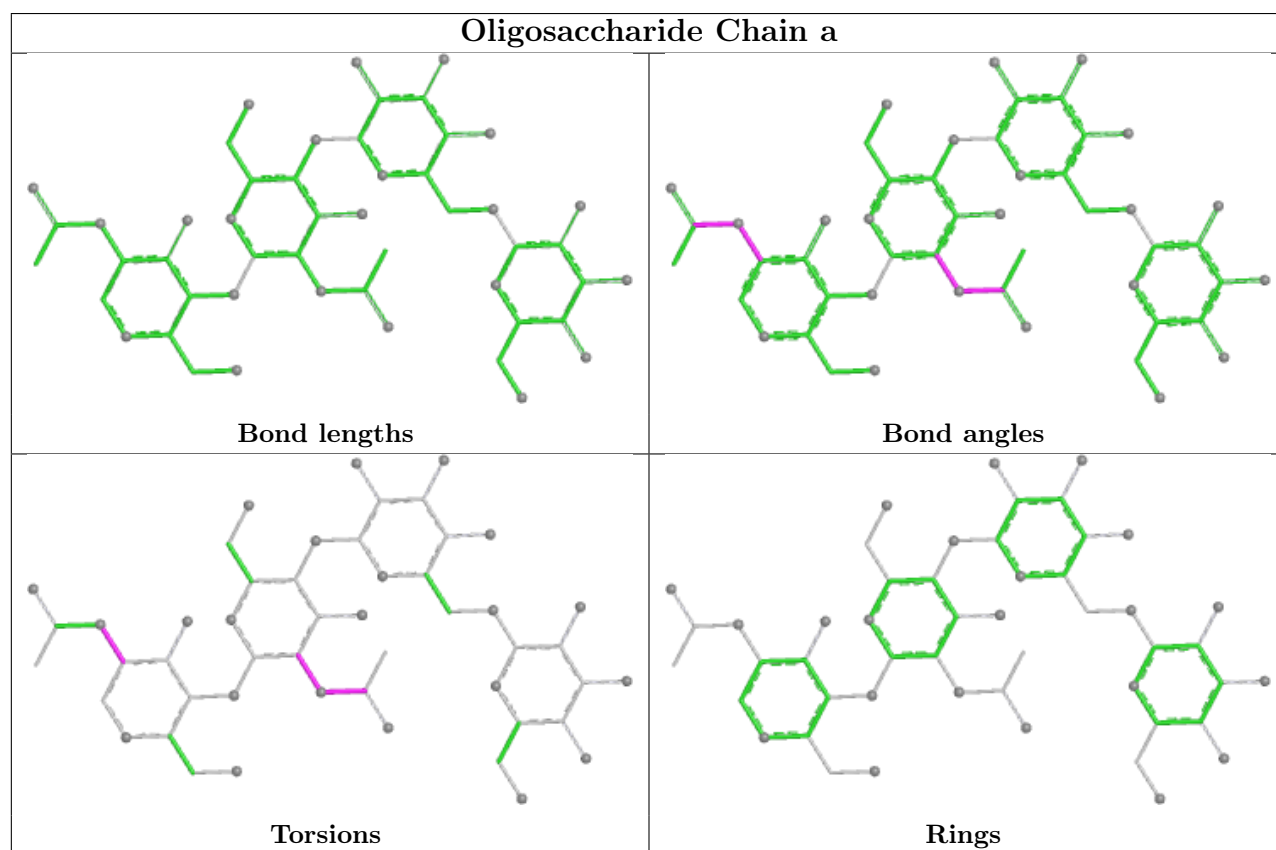 Oligosaccharide Chain a
Bond lengths
Bond angles
Torsions
Rings